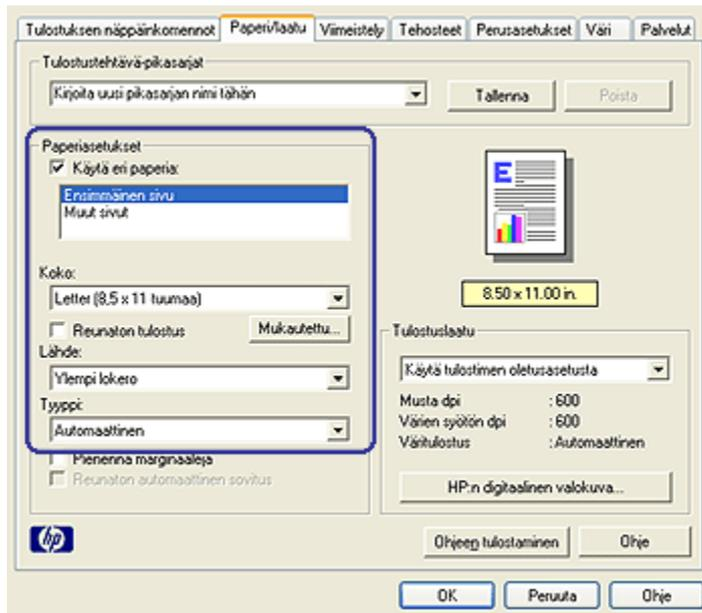 Tulostuksen näppäinkomennot Paperi/laatu Viimeistely Tehosteet Perusasetukset Väri Palvelut
Tulostustehtävä-pikasarjat
Kirjoita uusi pikasarjan nimi tähän
Tallenna
Poista
Paperiasetukset
Käytä eri paperia:
Ensimmäinen sivu
Muut sivut
Koko:
Letter (8,5 x 11 tuumaa)
Reunaton tulostus
Mukautettu...
Lähde:
Ylempi lokero
Tyyppi:
Automaattinen
Pienennä marginaaleja
Reunaton automaattinen sovitus
E
8.50 x 11.00 in.
Tulostuslaatu
Käytä tulostimen oletusasetusta
Musta dpi : 600
Värien syötön dpi : 600
Väritulostus : Automaattinen
HP:n digitaalinen valokuva...
hp
Ohjeen tulostaminen
Ohje
OK
Peruuta
Ohje